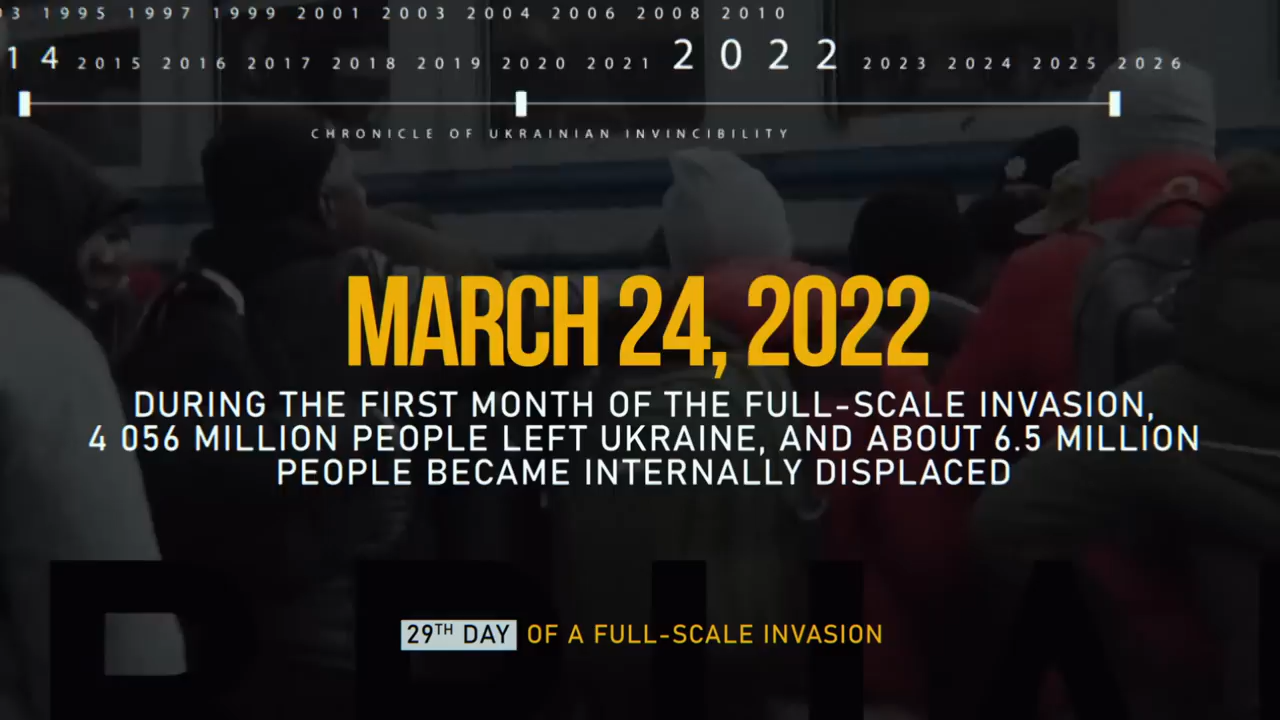 3 1995 1997 1999 2001 2003 2004 2006 2008 2010
14 2015 2016 2017 2018 2019 2020 2021 2022 2023 2024 2025 2026
CHRONICLE OF UKRAINIAN INVINCIBILITY
MARCH 24, 2022
DURING THE FIRST MONTH OF THE FULL-SCALE INVASION,
4 056 MILLION PEOPLE LEFT UKRAINE, AND ABOUT 6.5 MILLION
PEOPLE BECAME INTERNALLY DISPLACED
29TH DAY OF A FULL-SCALE INVASION